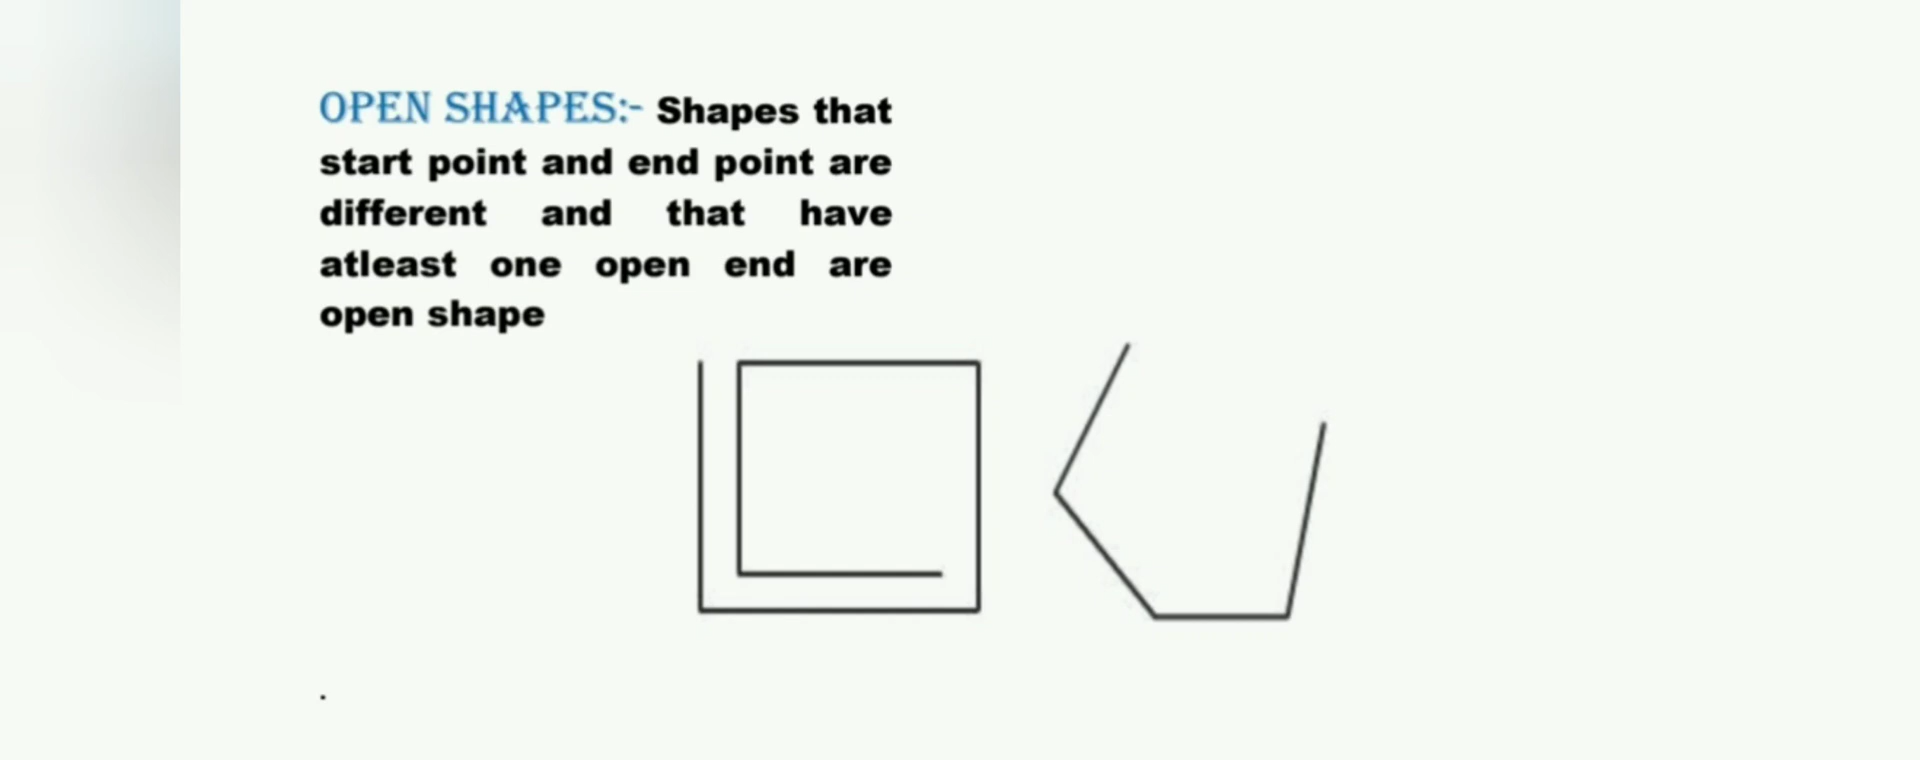 OPEN SHAPES:- Shapes that
start point and end point are
different and that have
atleast one open end are
open shape
.